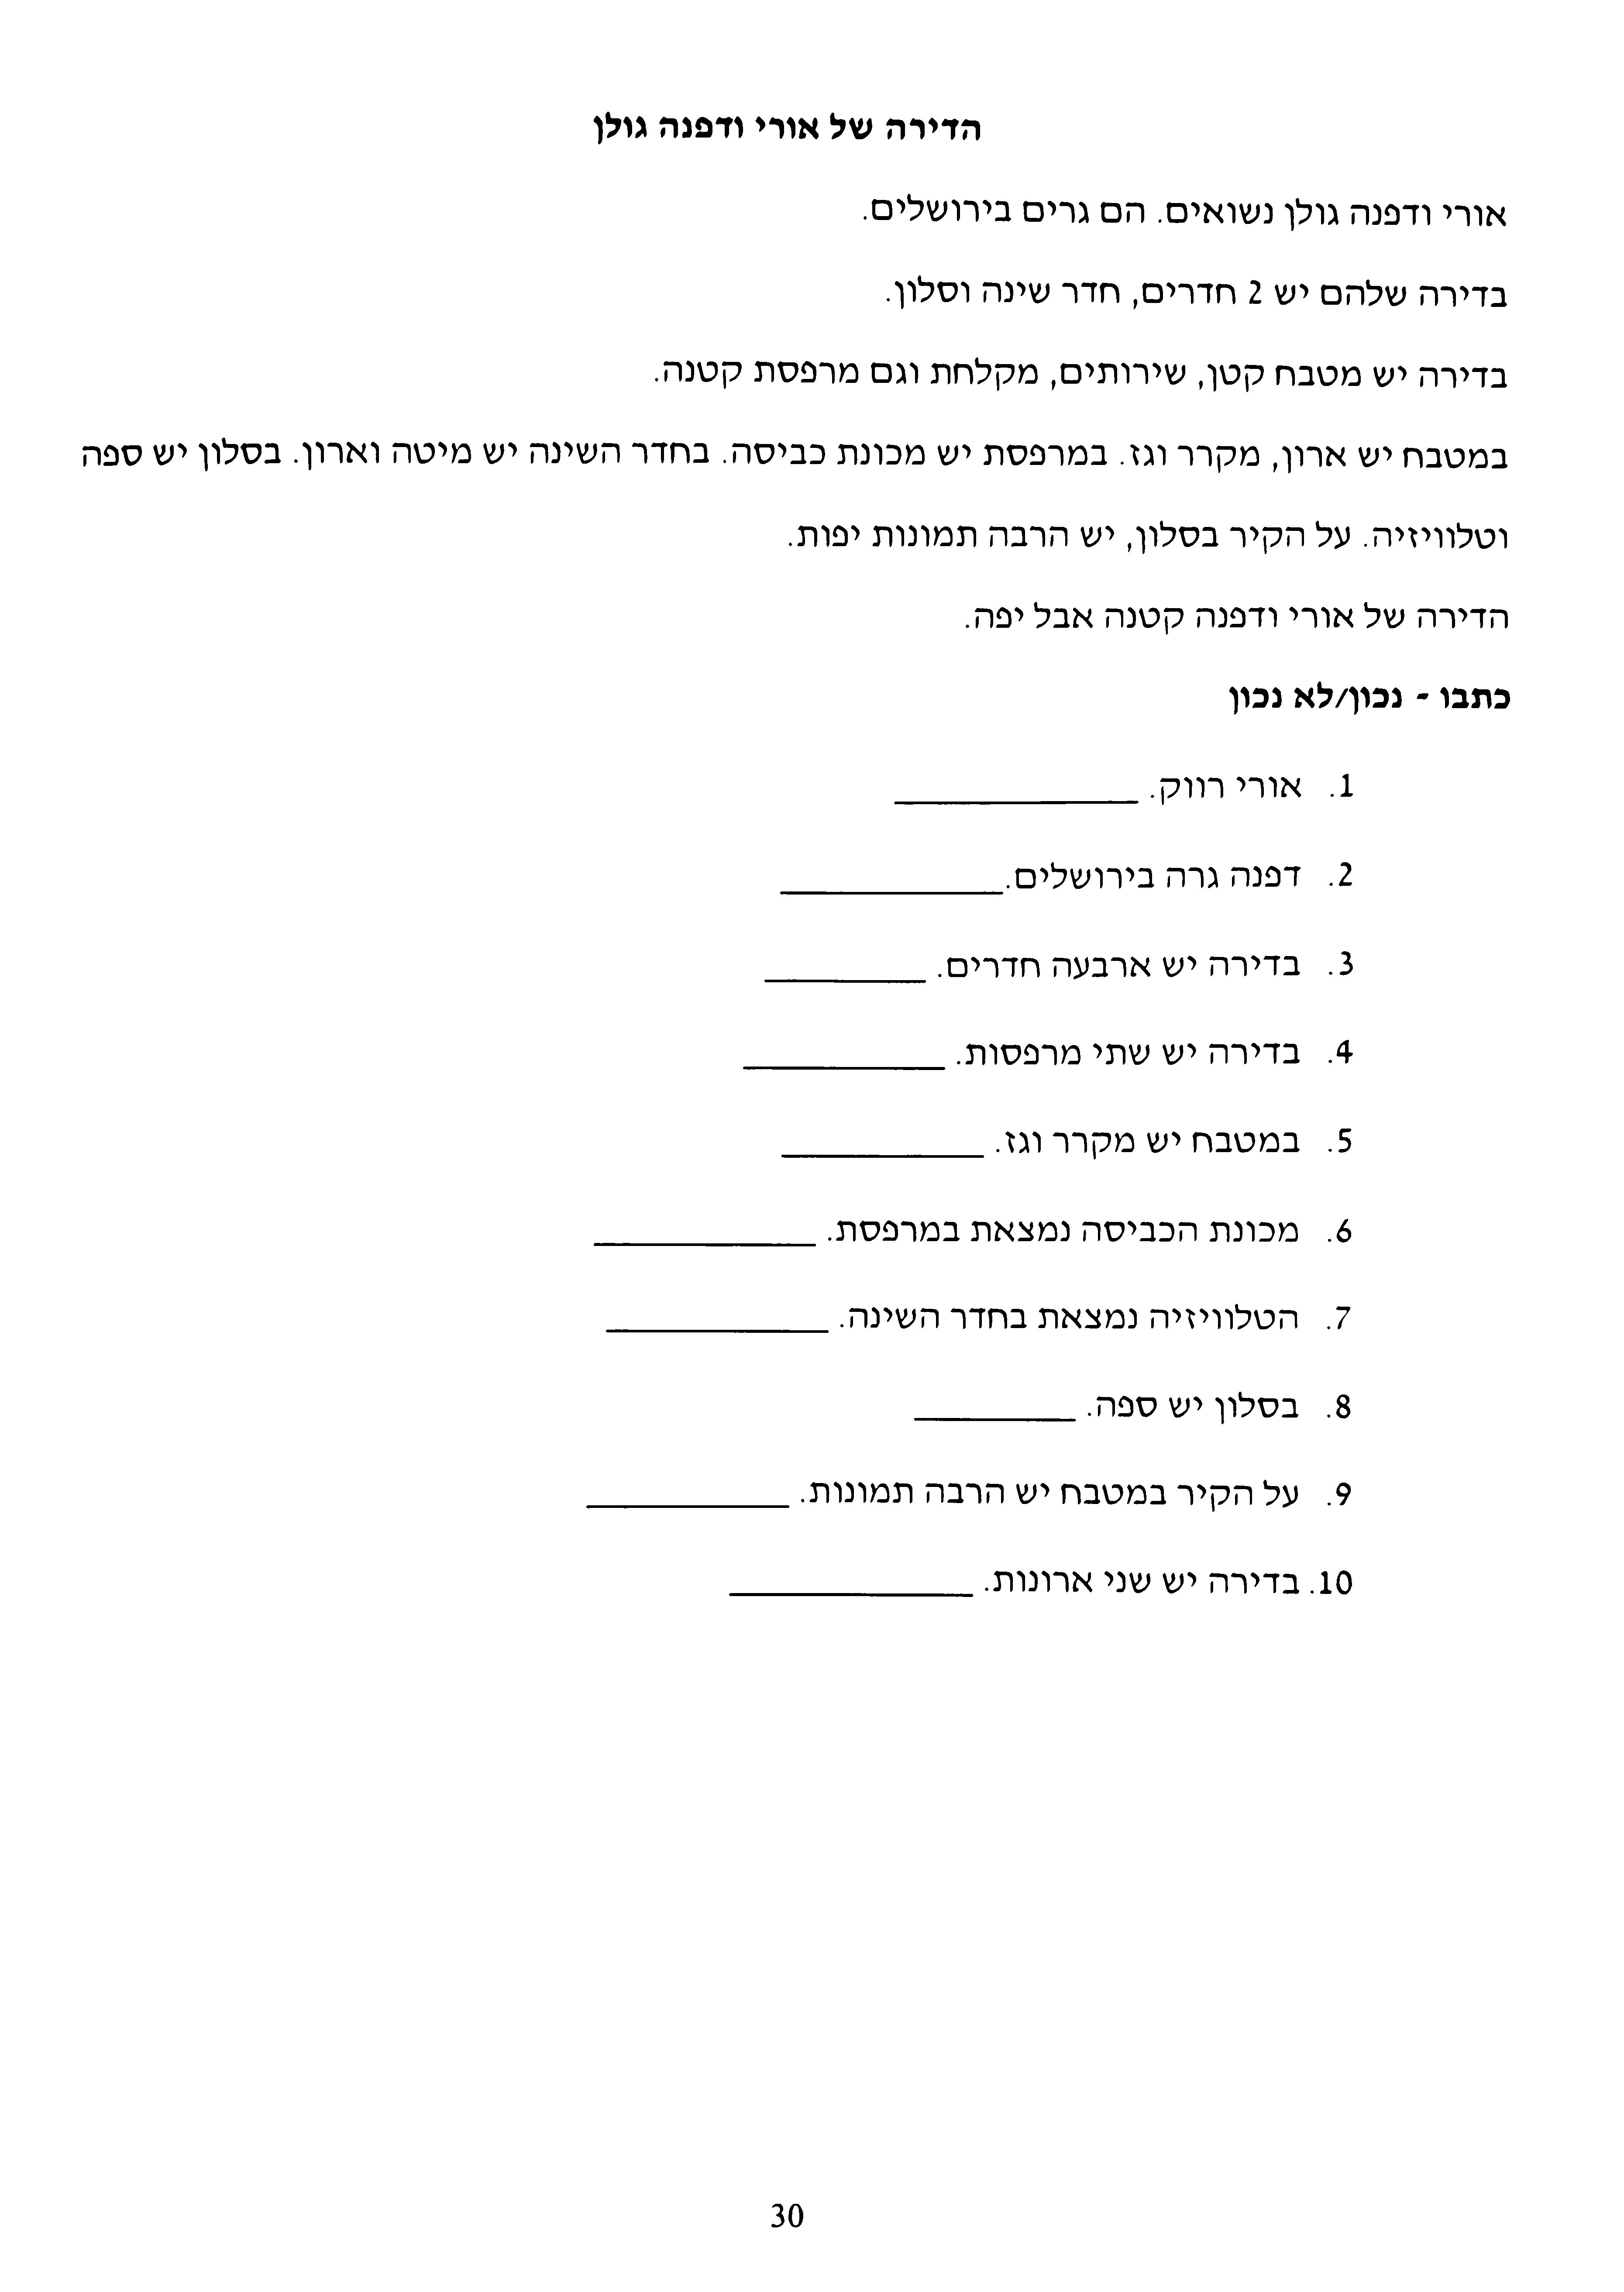 הדירה של אורי ודפנה גולן
אורי ודפנה גולן נשואים. הם גרים בירושלים.
בדירה שלהם יש 2 חדרים, חדר שינה וסלון.
בדירה יש מטבח קטן, שירותים, מקלחת וגם מרפסת קטנה.
במטבח יש ארון, מקרר וגז. במרפסת יש מכונת כביסה. בחדר השינה יש מיטה וארון. בסלון יש ספה
וטלוויזיה. על הקיר בסלון, יש הרבה תמונות יפות.
הדירה של אורי ודפנה קטנה אבל יפה.
כתבו - נכון/לא נכון
1. אורי רווק. ____________
2. דפנה גרה בירושלים.___________
3. בדירה יש ארבעה חדרים. ________
4. בדירה יש שתי מרפסות. __________
5. במטבח יש מקרר וגז. __________
6. מכונת הכביסה נמצאת במרפסת. ___________
7. הטלוויזיה נמצאת בחדר השינה. ___________
8. בסלון יש ספה. ________
9. על הקיר במטבח יש הרבה תמונות. __________
10. בדירה יש שני ארונות. ____________
30